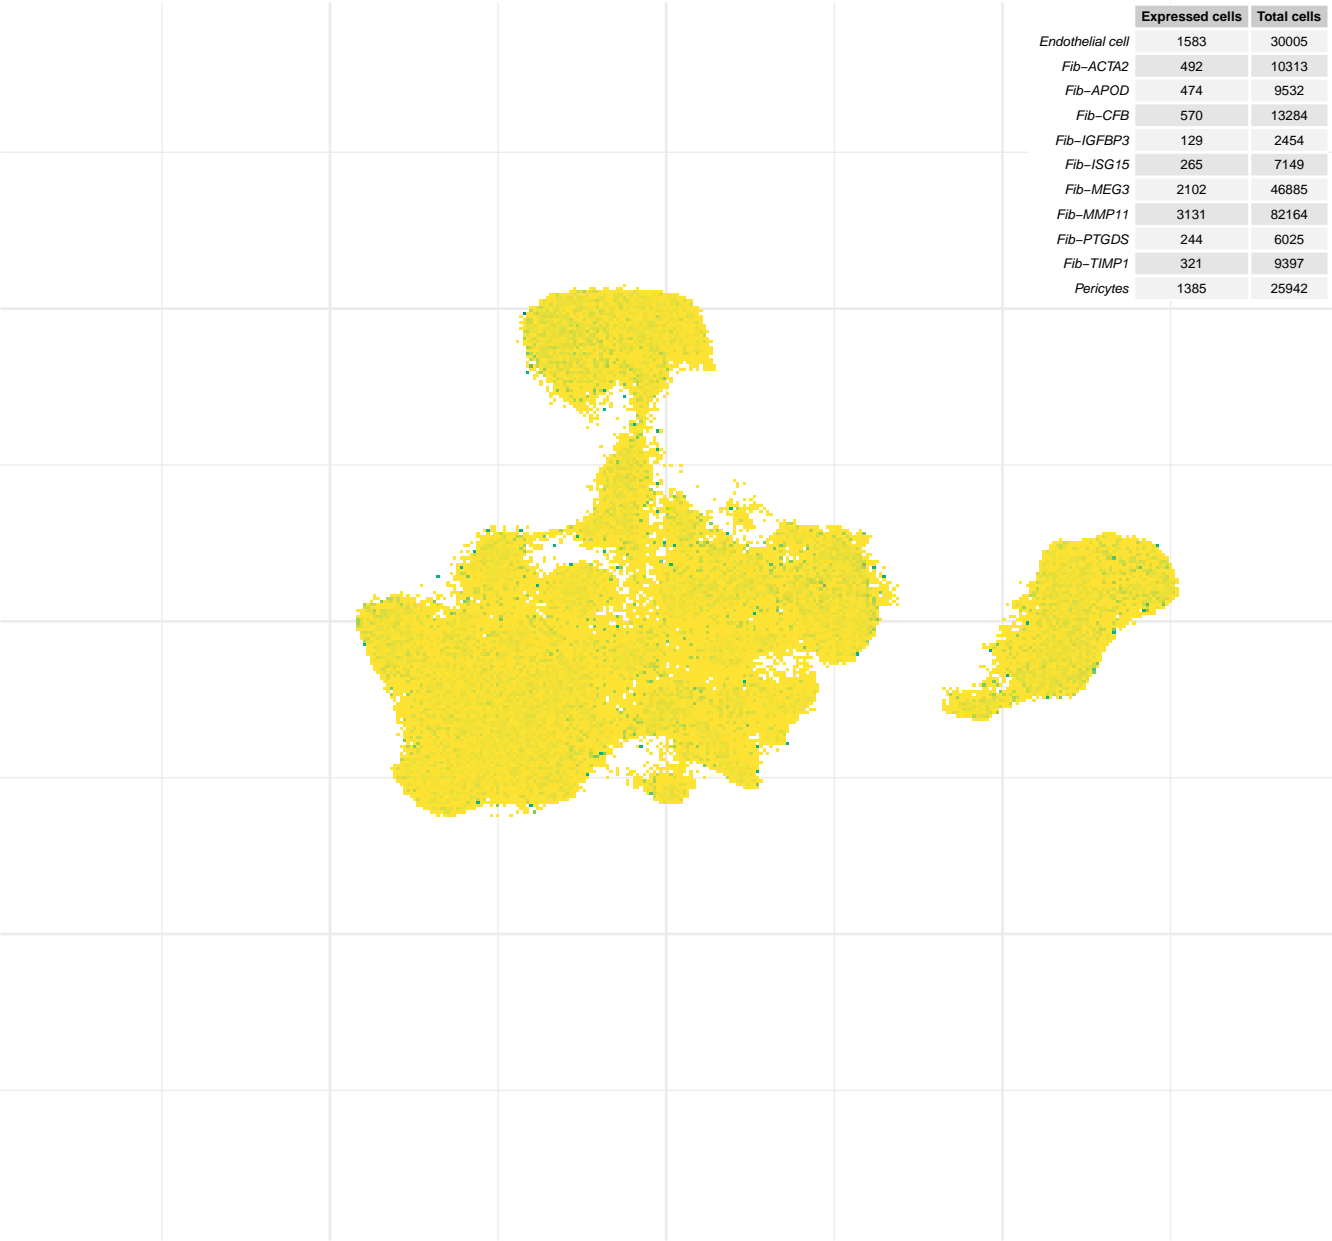 Expressed cells Total cells
Endothelial cell 1583 30005
Fib−ACTA2 492 10313
Fib−APOD 474 9532
Fib−CFB 570 13284
Fib−IGFBP3 129 2454
Fib−ISG15 265 7149
Fib−MEG3 2102 46885
Fib−MMP11 3131 82164
Fib−PTGDS 244 6025
Fib−TIMP1 321 9397
Pericytes 1385 25942